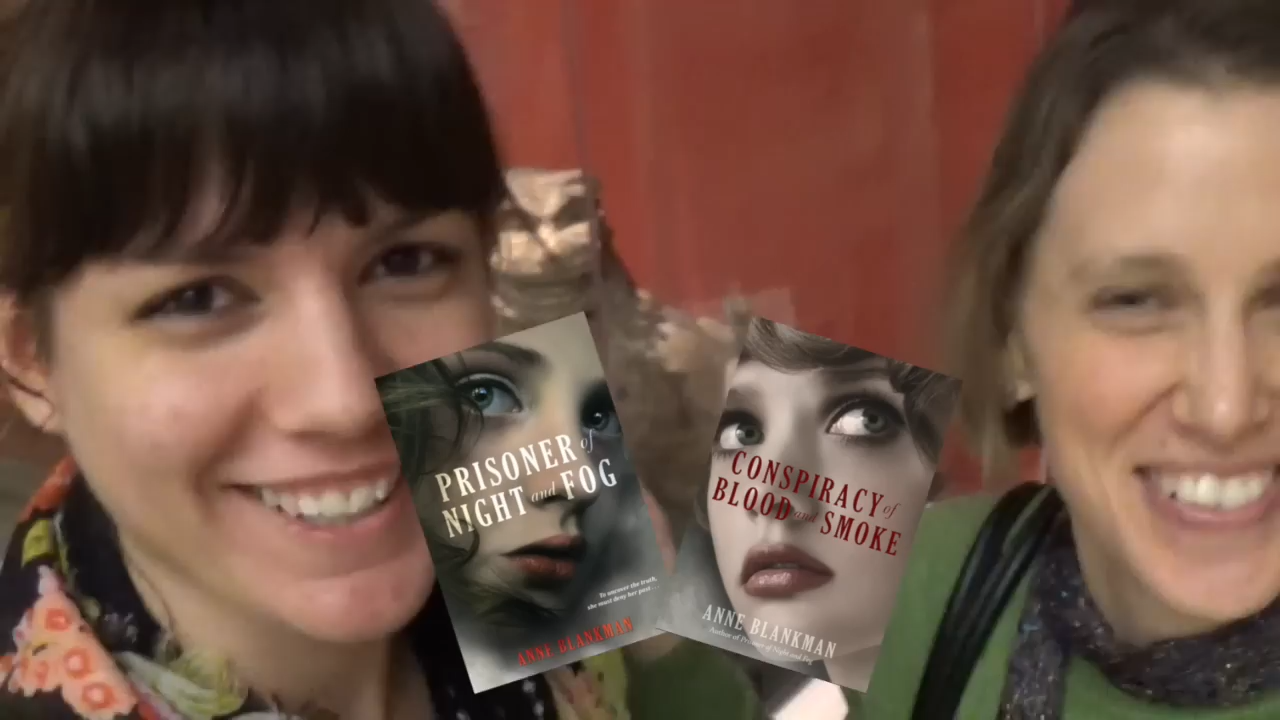 PRISONER of
NIGHT and FOG
To uncover the truth,
she must deny her past...
ANNE BLANKMAN
CONSPIRACY of
BLOOD and SMOKE
ANNE BLANKMAN
Author of Prisoner of Night and Fog